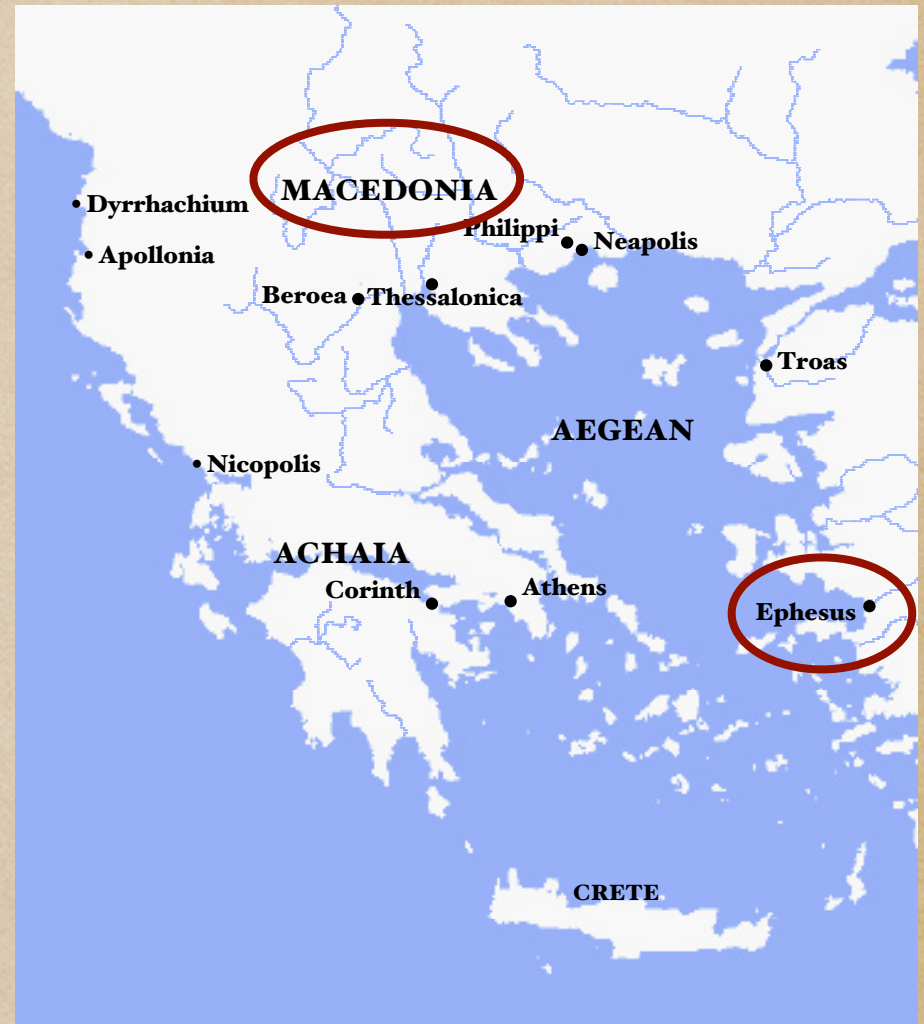 MACEDONIA
Dyrrhachium
Philippi
Neapolis
Apollonia
Beroea
Thessalonica
Troas
AEGEAN
Nicopolis
ACHAIA
Corinth
Athens
Ephesus
CRETE